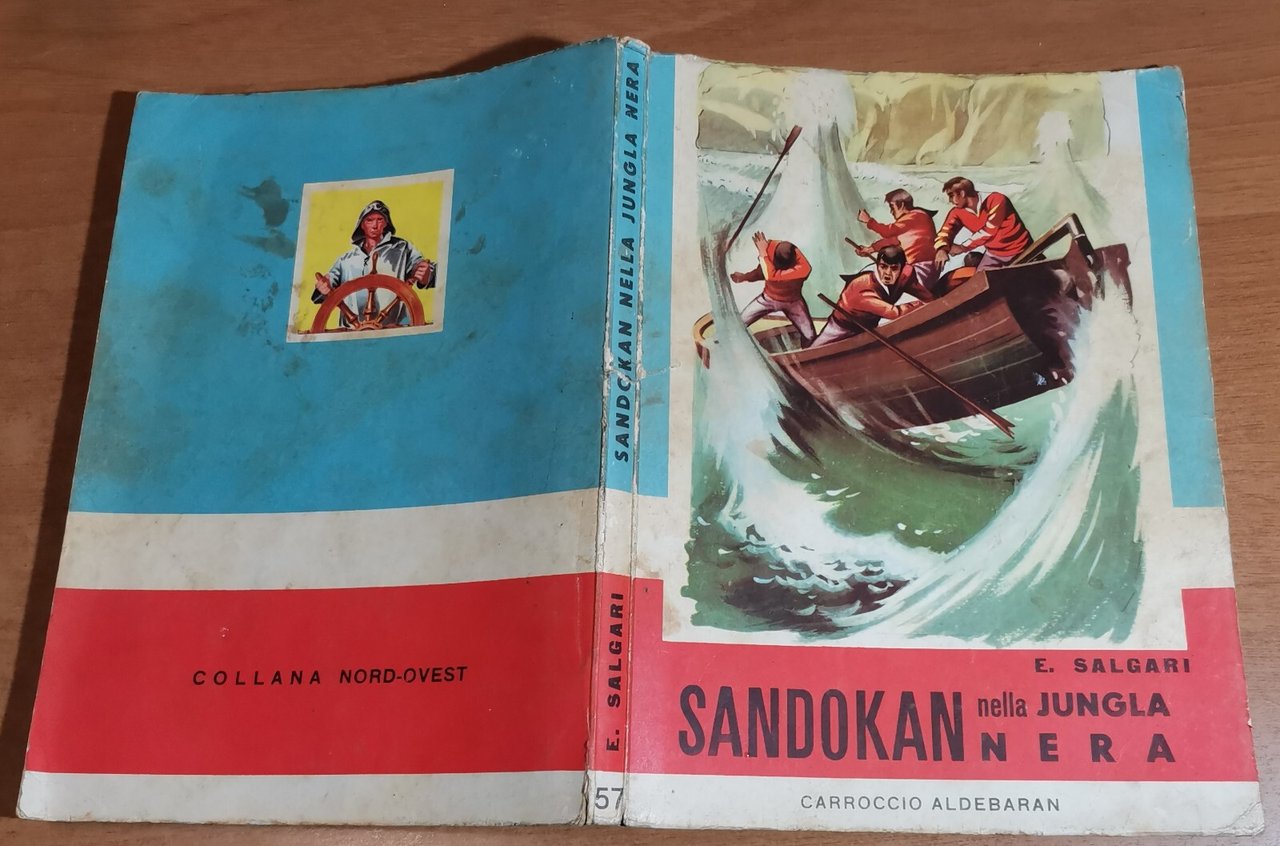 COLLANA NORD-OVEST
SANDOKAN NELLA JUNGLA NERA
E. SALGARI
57
E. SALGARI
SANDOKAN nella JUNGLA
NERA
CARROCCIO ALDEBARAN